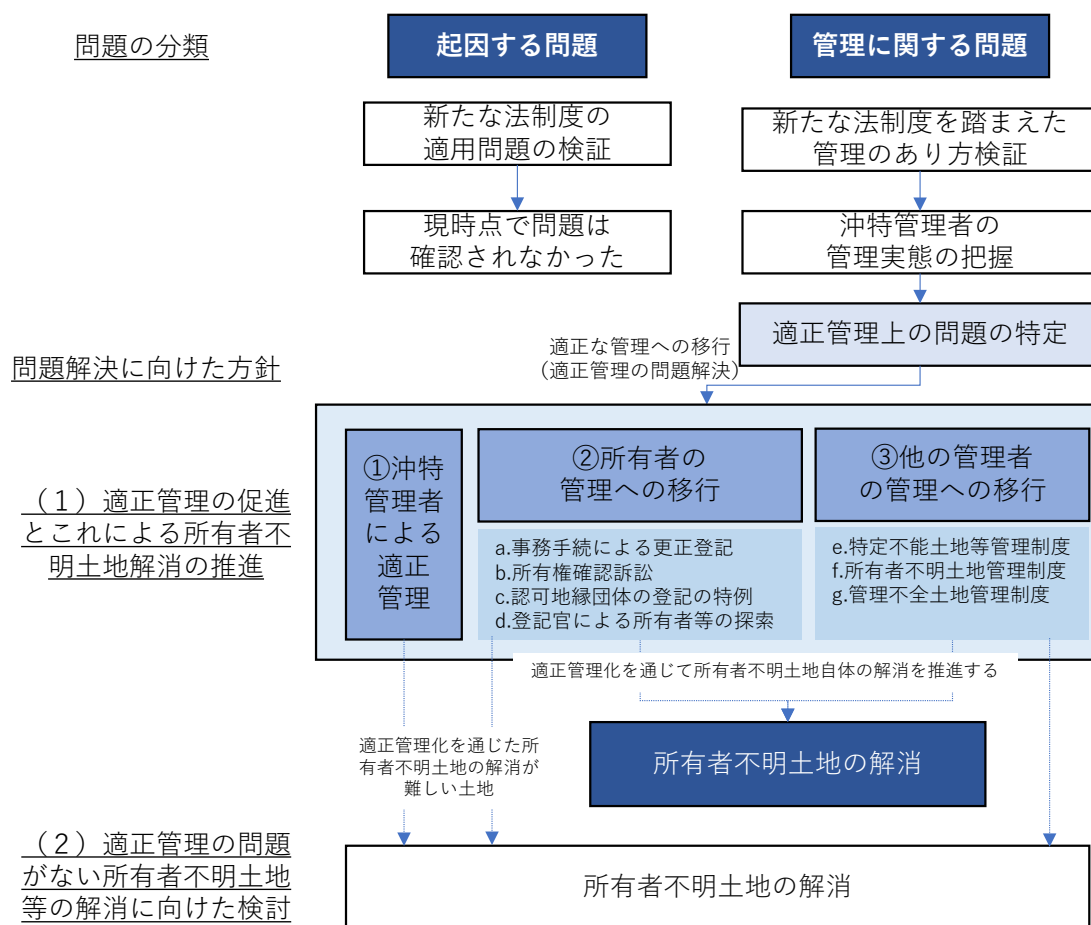 問題の分類
起因する問題
管理に関する問題
新たな法制度の
適用問題の検証
新たな法制度を踏まえた
管理のあり方検証
現時点で問題は
確認されなかった
沖特管理者の
管理実態の把握
適正管理上の問題の特定
適正な管理への移行
（適正管理の問題解決）
問題解決に向けた方針
（１）適正管理の促進
とこれによる所有者不
明土地解消の推進
①沖特
管理者
による
適正
管理
②所有者の
管理への移行
a.事務手続による更正登記
b.所有権確認訴訟
c.認可地縁団体の登記の特例
d.登記官による所有者等の探索
③他の管理者
の管理への移行
e.特定不能土地等管理制度
f.所有者不明土地管理制度
g.管理不全土地管理制度
適正管理化を通じて所有者不明土地自体の解消を推進する
適正管理化を通じた所
有者不明土地の解消が
難しい土地
所有者不明土地の解消
（２）適正管理の問題
がない所有者不明土地
等の解消に向けた検討
所有者不明土地の解消